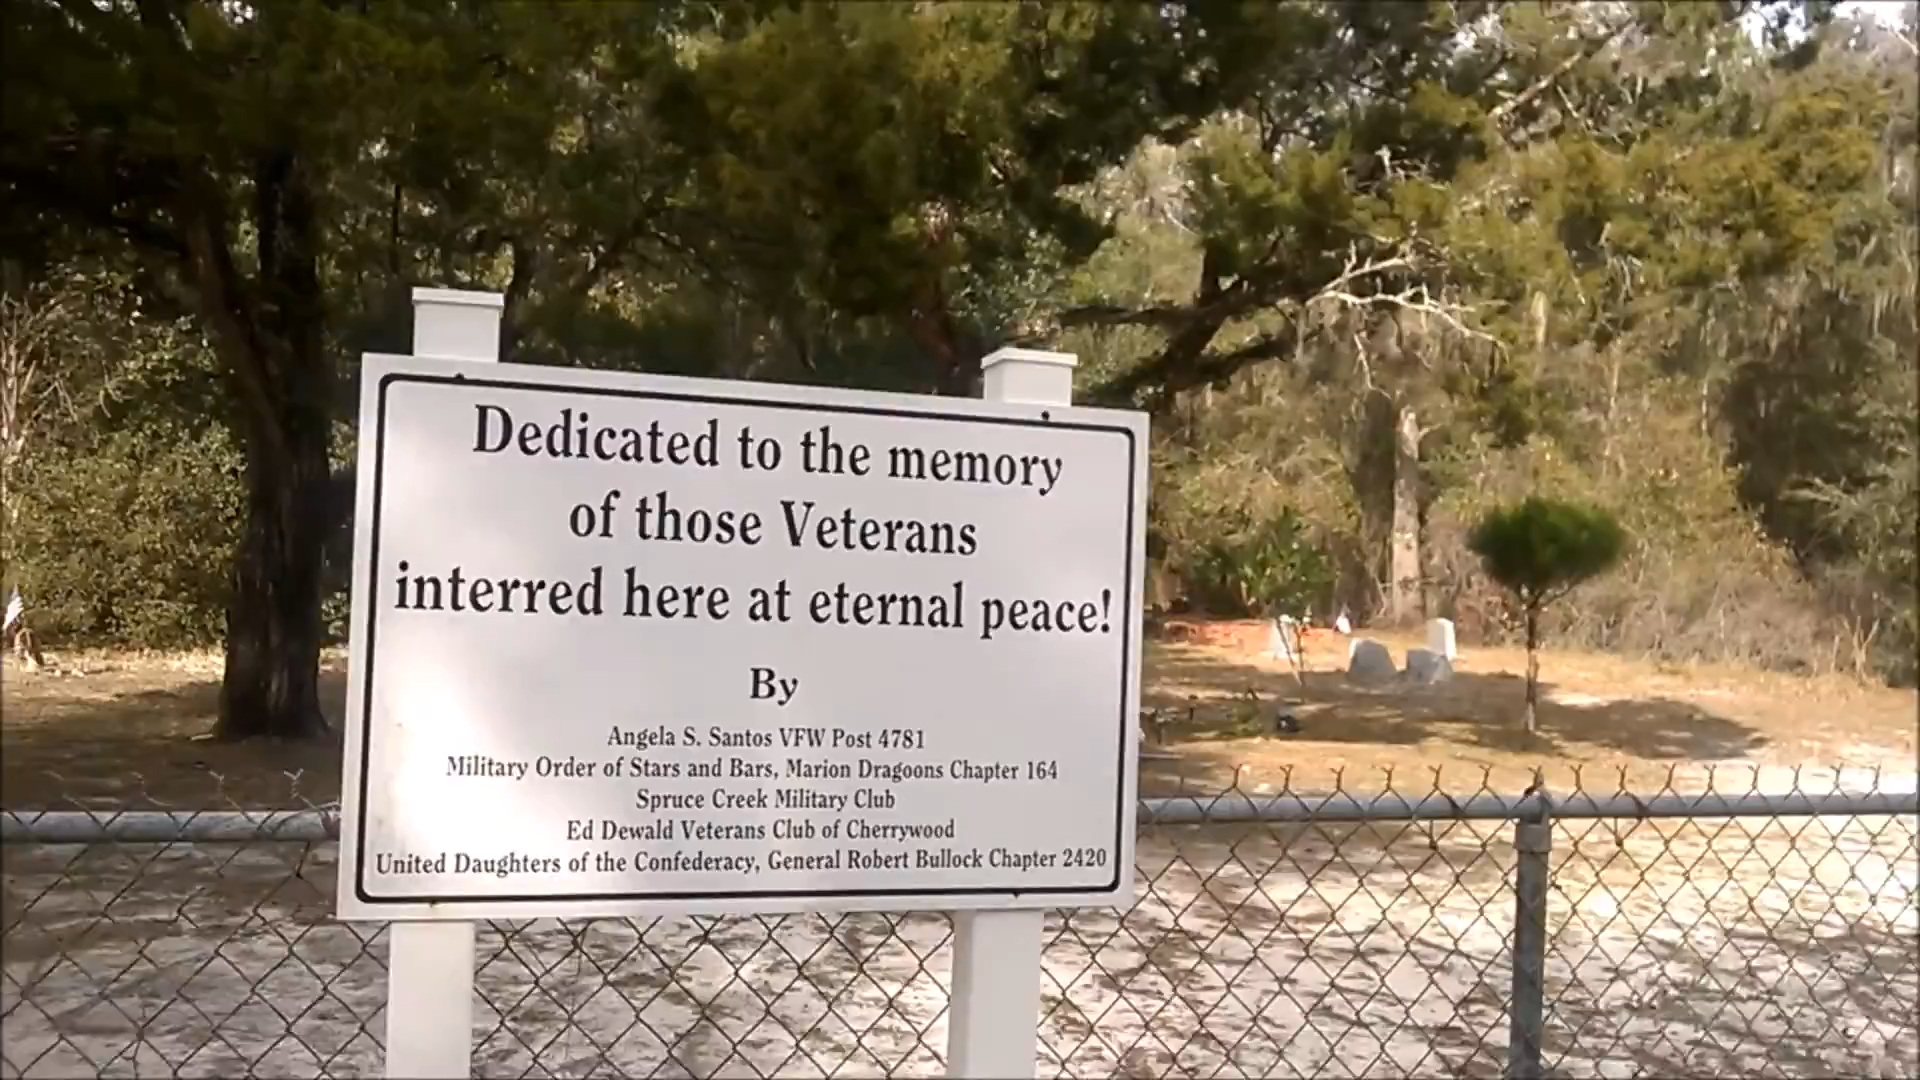 Dedicated to the memory
of those Veterans
interred here at eternal peace!
By
Angela S. Santos VFW Post 4781
Military Order of Stars and Bars, Marion Dragoons Chapter 164
Spruce Creek Military Club
Ed Dewald Veterans Club of Cherrywood
United Daughters of the Confederacy, General Robert Bullock Chapter 2420